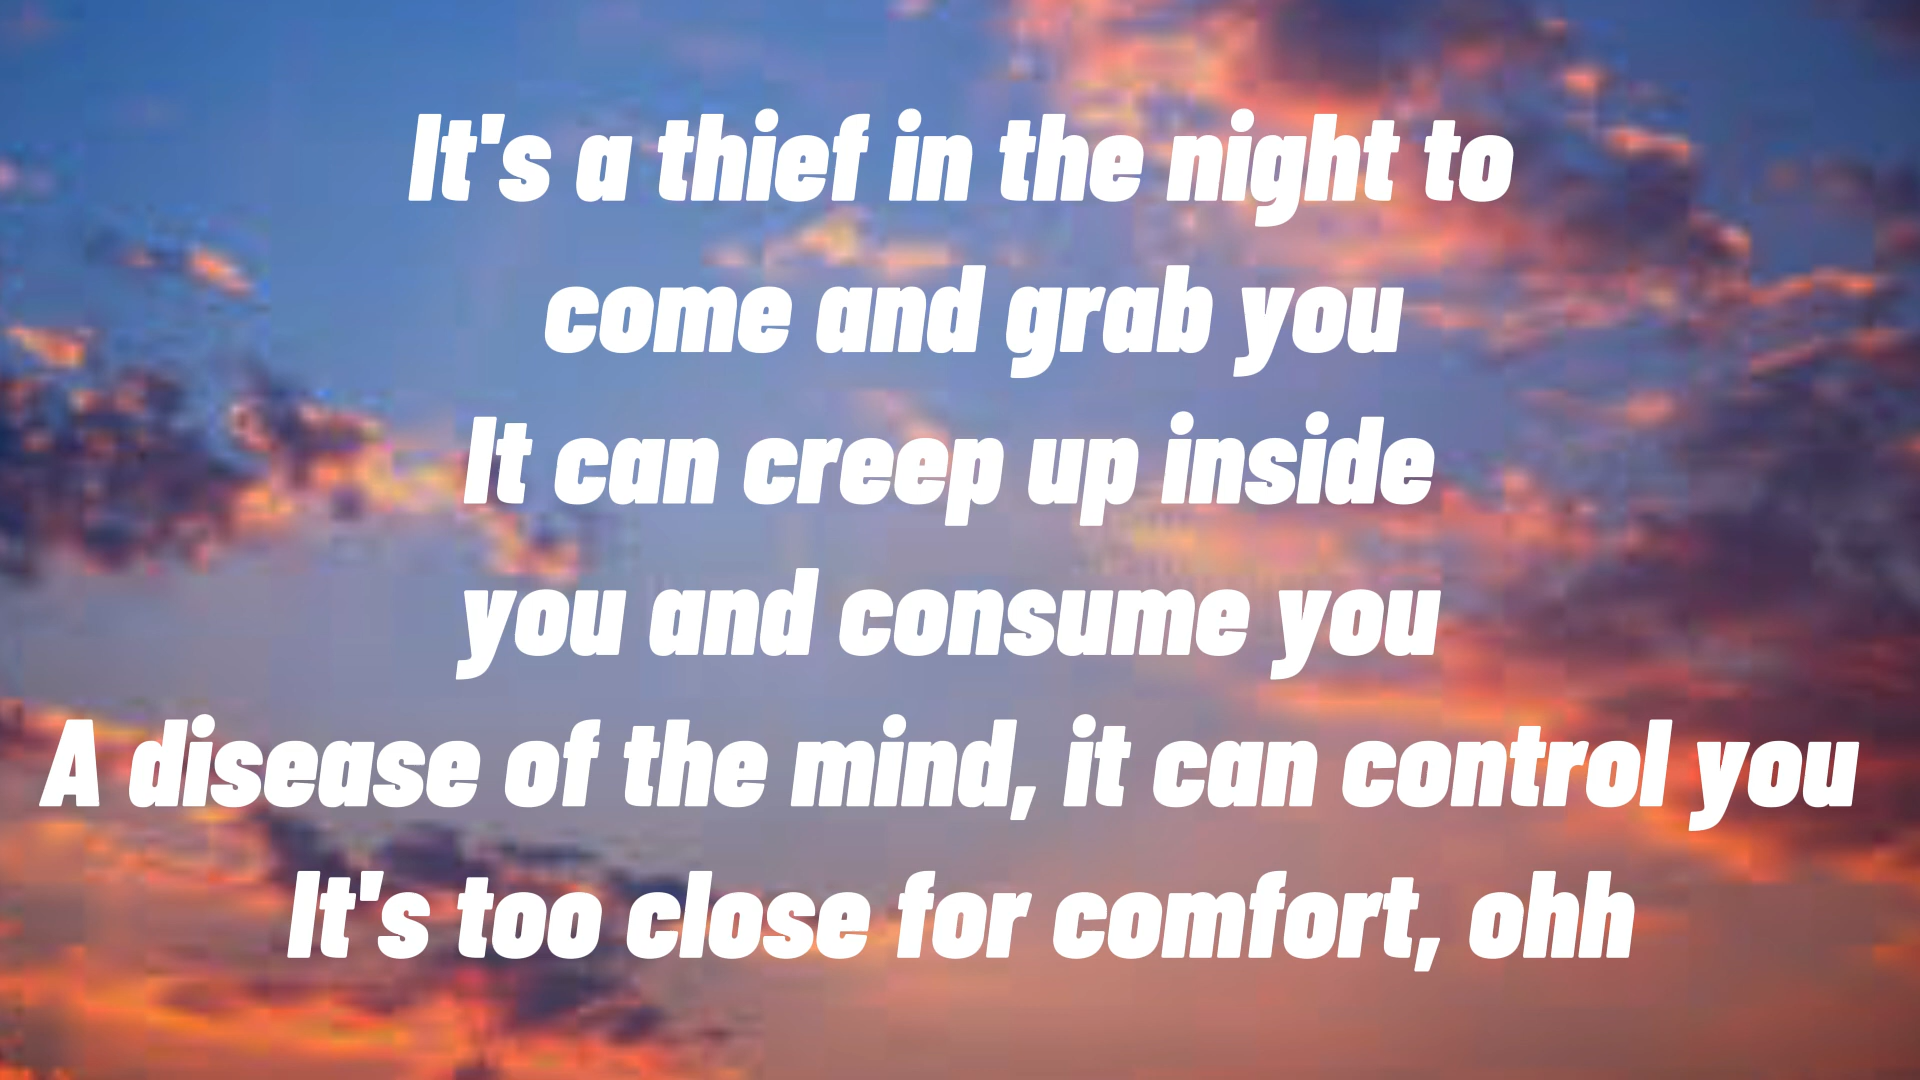 It's a thief in the night to
come and grab you
It can creep up inside
you and consume you
A disease of the mind, it can control you
It's too close for comfort, ohh